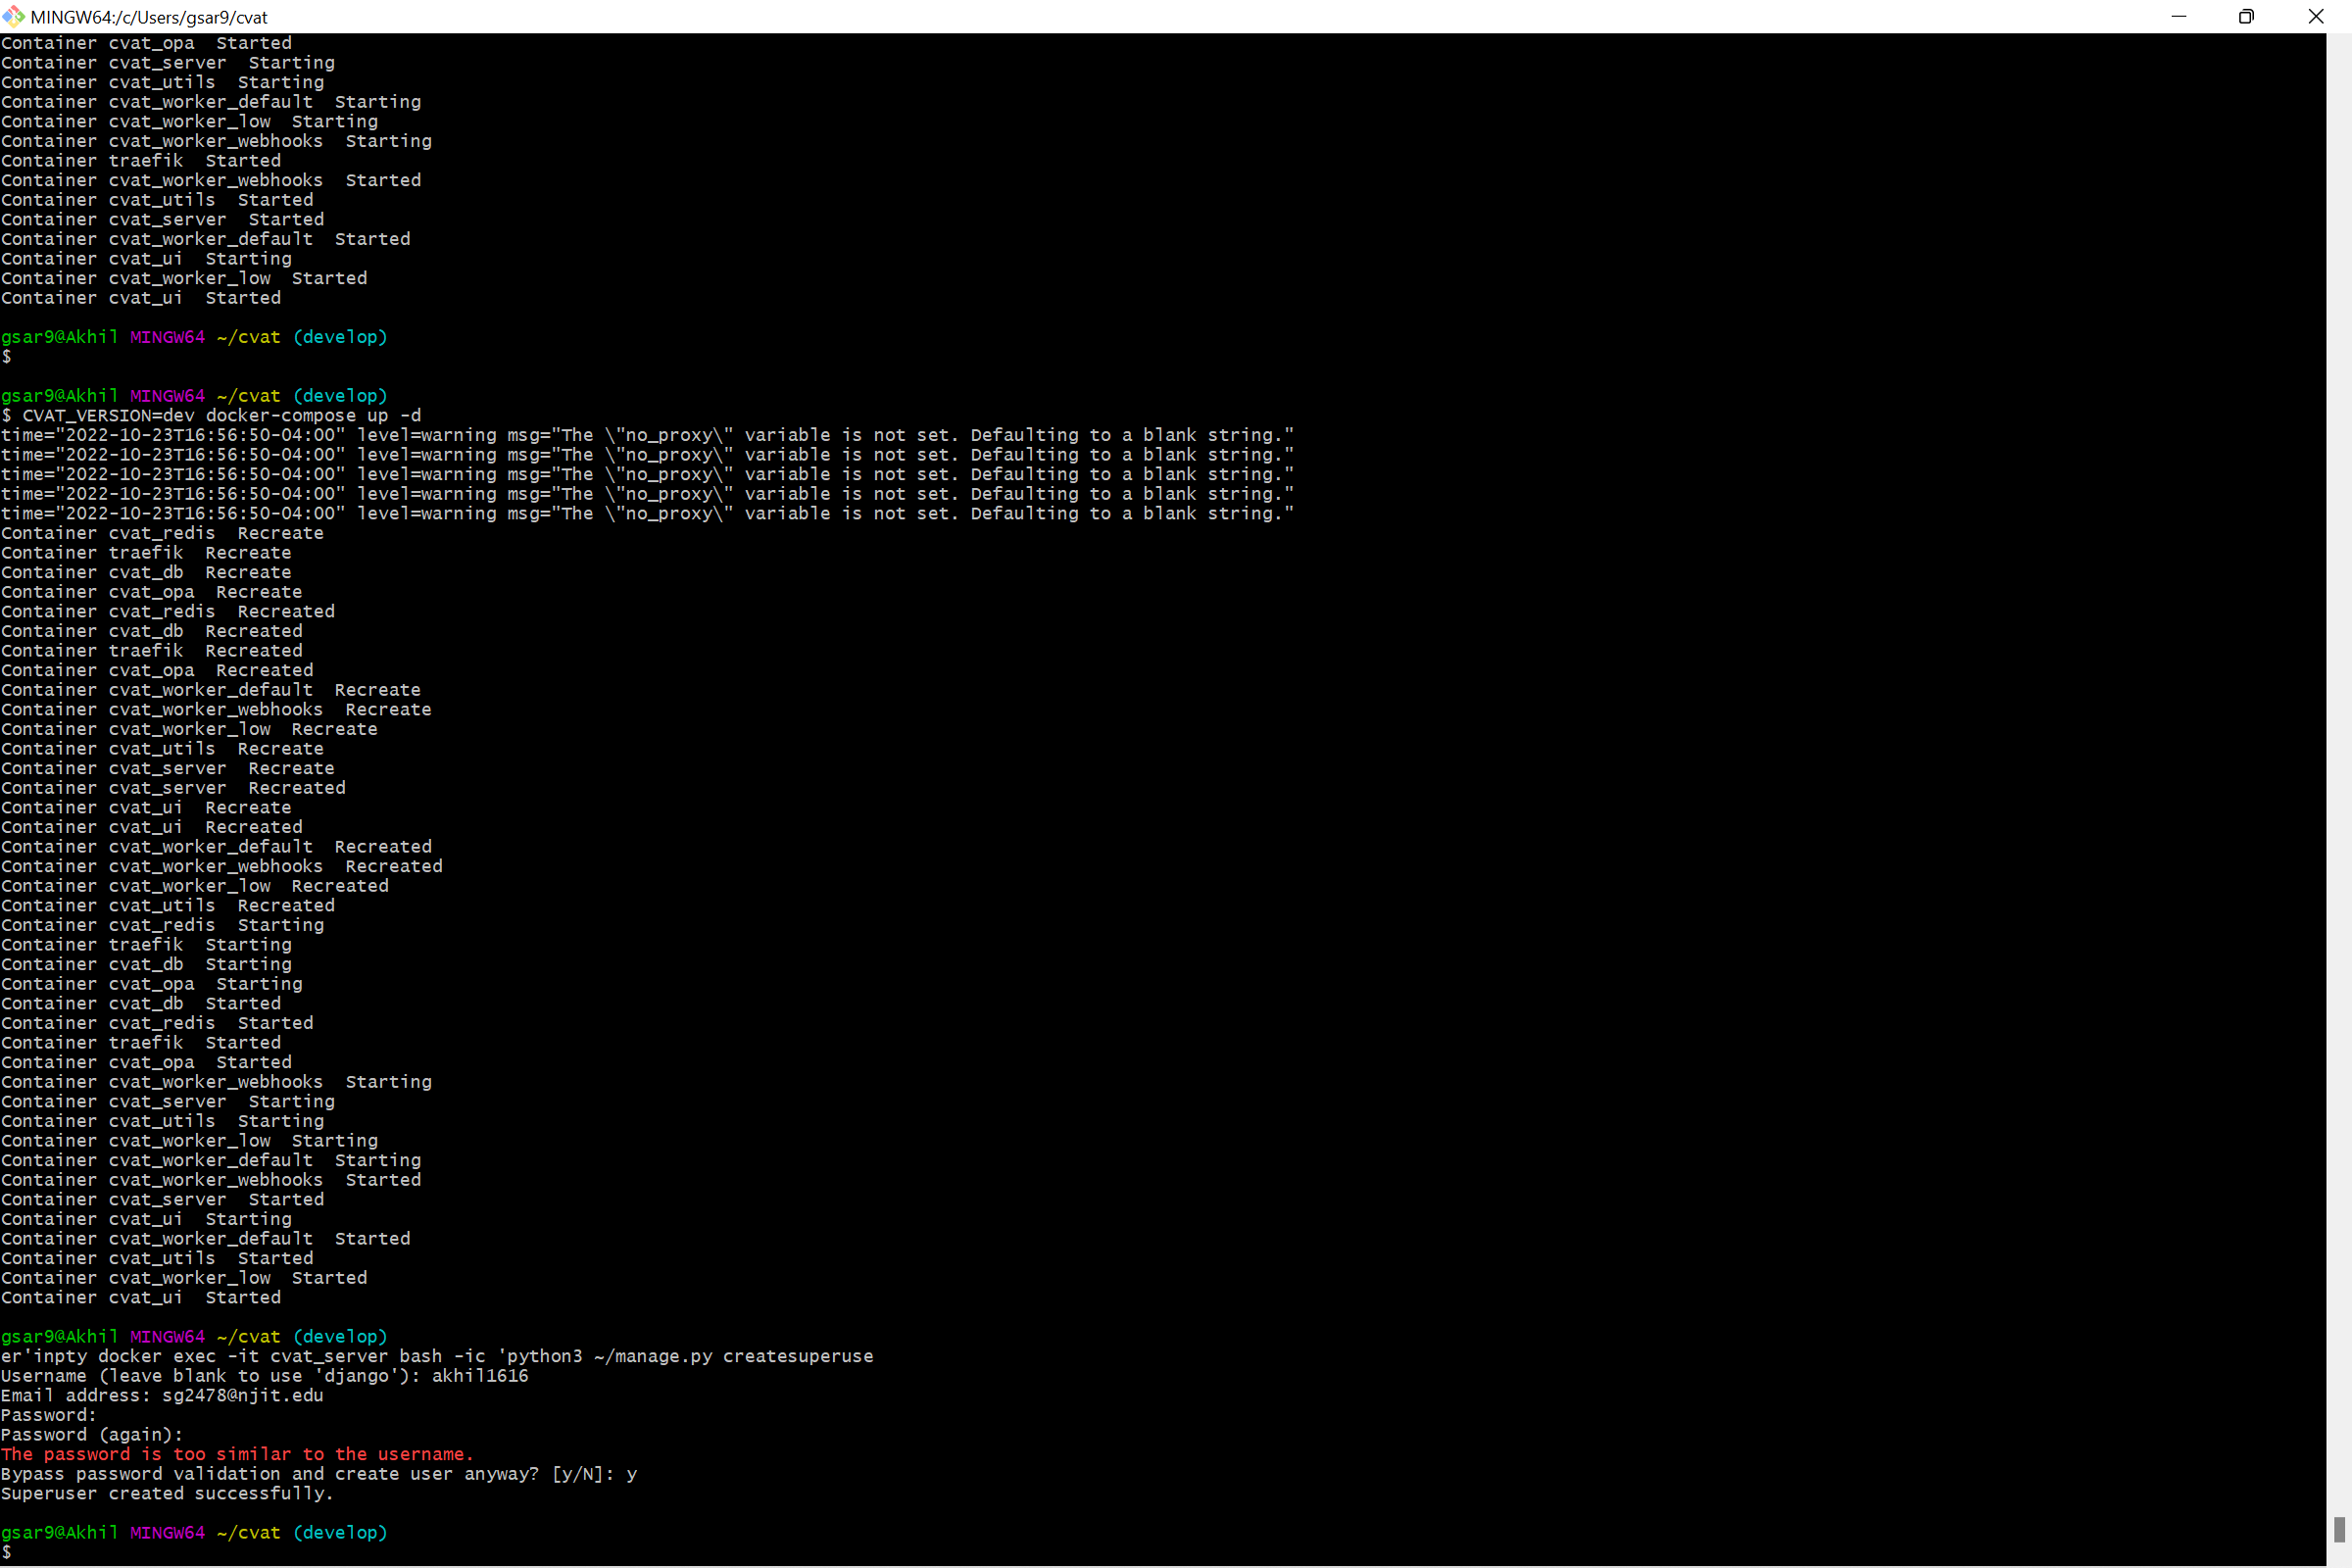 MINGW64:/c/Users/gsar9/cvat
Container cvat_opa  Started
Container cvat_server  Starting
Container cvat_utils  Starting
Container cvat_worker_default  Starting
Container cvat_worker_low  Starting
Container cvat_worker_webhooks  Starting
Container traefik  Started
Container cvat_worker_webhooks  Started
Container cvat_utils  Started
Container cvat_server  Started
Container cvat_worker_default  Started
Container cvat_ui  Starting
Container cvat_worker_low  Started
Container cvat_ui  Started
gsar9@Akhil MINGW64 ~/cvat (develop)
$
gsar9@Akhil MINGW64 ~/cvat (develop)
$ CVAT_VERSION=dev docker-compose up -d
time="2022-10-23T16:56:50-04:00" level=warning msg="The \"no_proxy\" variable is not set. Defaulting to a blank string."
time="2022-10-23T16:56:50-04:00" level=warning msg="The \"no_proxy\" variable is not set. Defaulting to a blank string."
time="2022-10-23T16:56:50-04:00" level=warning msg="The \"no_proxy\" variable is not set. Defaulting to a blank string."
time="2022-10-23T16:56:50-04:00" level=warning msg="The \"no_proxy\" variable is not set. Defaulting to a blank string."
time="2022-10-23T16:56:50-04:00" level=warning msg="The \"no_proxy\" variable is not set. Defaulting to a blank string."
Container cvat_redis  Recreate
Container traefik  Recreate
Container cvat_db  Recreate
Container cvat_opa  Recreate
Container cvat_redis  Recreated
Container cvat_db  Recreated
Container traefik  Recreated
Container cvat_opa  Recreated
Container cvat_worker_default  Recreate
Container cvat_worker_webhooks  Recreate
Container cvat_worker_low  Recreate
Container cvat_utils  Recreate
Container cvat_server  Recreate
Container cvat_server  Recreated
Container cvat_ui  Recreate
Container cvat_ui  Recreated
Container cvat_worker_default  Recreated
Container cvat_worker_webhooks  Recreated
Container cvat_worker_low  Recreated
Container cvat_utils  Recreated
Container cvat_redis  Starting
Container traefik  Starting
Container cvat_db  Starting
Container cvat_opa  Starting
Container cvat_db  Started
Container cvat_redis  Started
Container traefik  Started
Container cvat_opa  Started
Container cvat_worker_webhooks  Starting
Container cvat_server  Starting
Container cvat_utils  Starting
Container cvat_worker_low  Starting
Container cvat_worker_default  Starting
Container cvat_worker_webhooks  Started
Container cvat_server  Started
Container cvat_ui  Starting
Container cvat_worker_default  Started
Container cvat_utils  Started
Container cvat_worker_low  Started
Container cvat_ui  Started
gsar9@Akhil MINGW64 ~/cvat (develop)
er'inpty docker exec -it cvat_server bash -ic 'python3 ~/manage.py createsuperuse
Username (leave blank to use 'django'): akhil1616
Email address: sg2478@njit.edu
Password:
Password (again):
The password is too similar to the username.
Bypass password validation and create user anyway? [y/N]: y
Superuser created successfully.
gsar9@Akhil MINGW64 ~/cvat (develop)
$